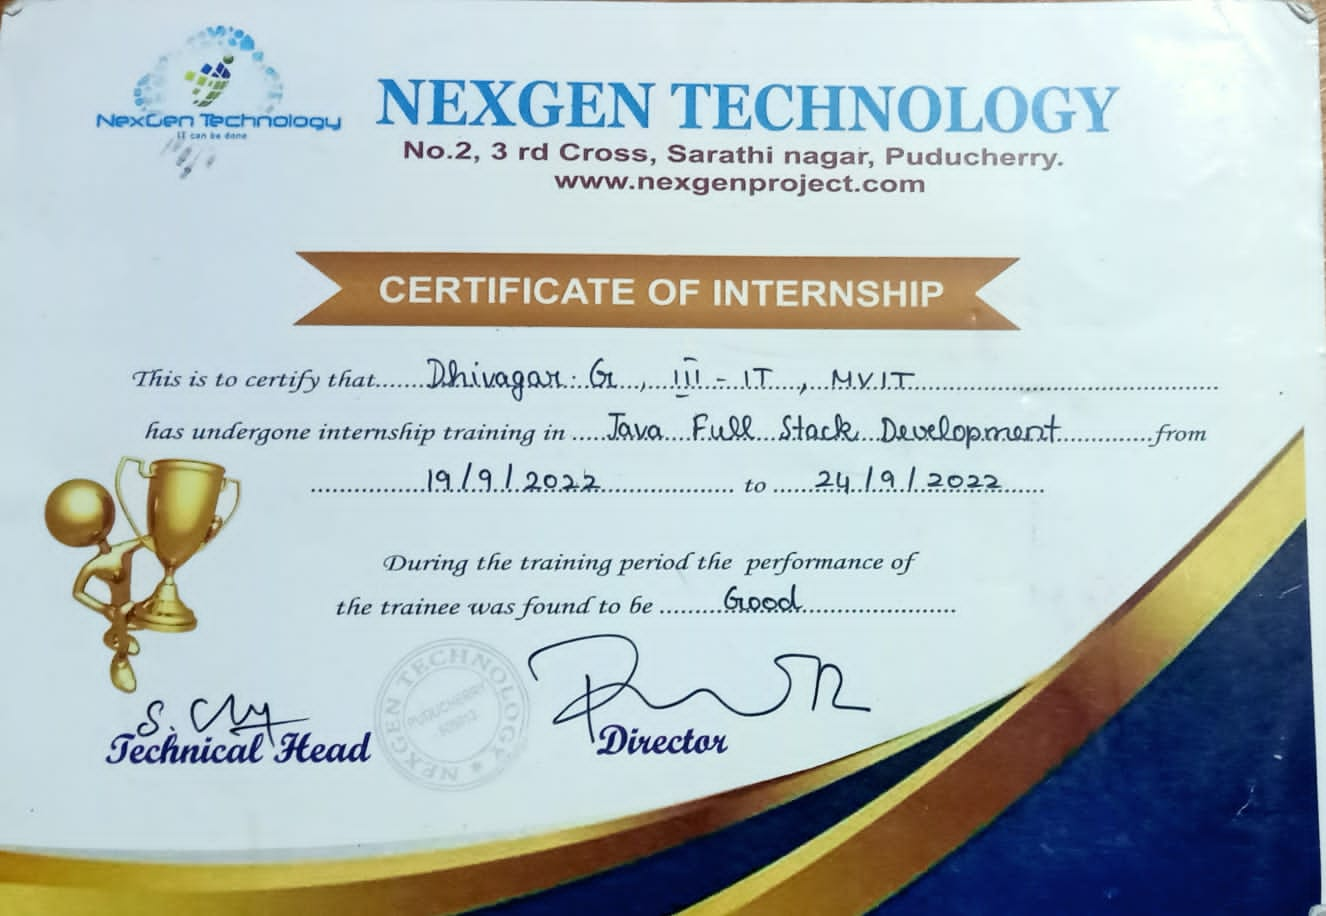 NexGen Technology
IT can be done
NEXGEN TECHNOLOGY
No.2, 3 rd Cross, Sarathi nagar, Puducherry.
www.nexgenproject.com
CERTIFICATE OF INTERNSHIP
This is to certify that......Dhivagar. G...., III - IT , MVIT
has undergone internship training in .....Java Full Stack Development..............from
19/9/2022 to 24/9/2022
During the training period the performance of
the trainee was found to be ........Good
Technical Head
NEXGEN TECHNOLOGY
PUDUCHERRY
Director